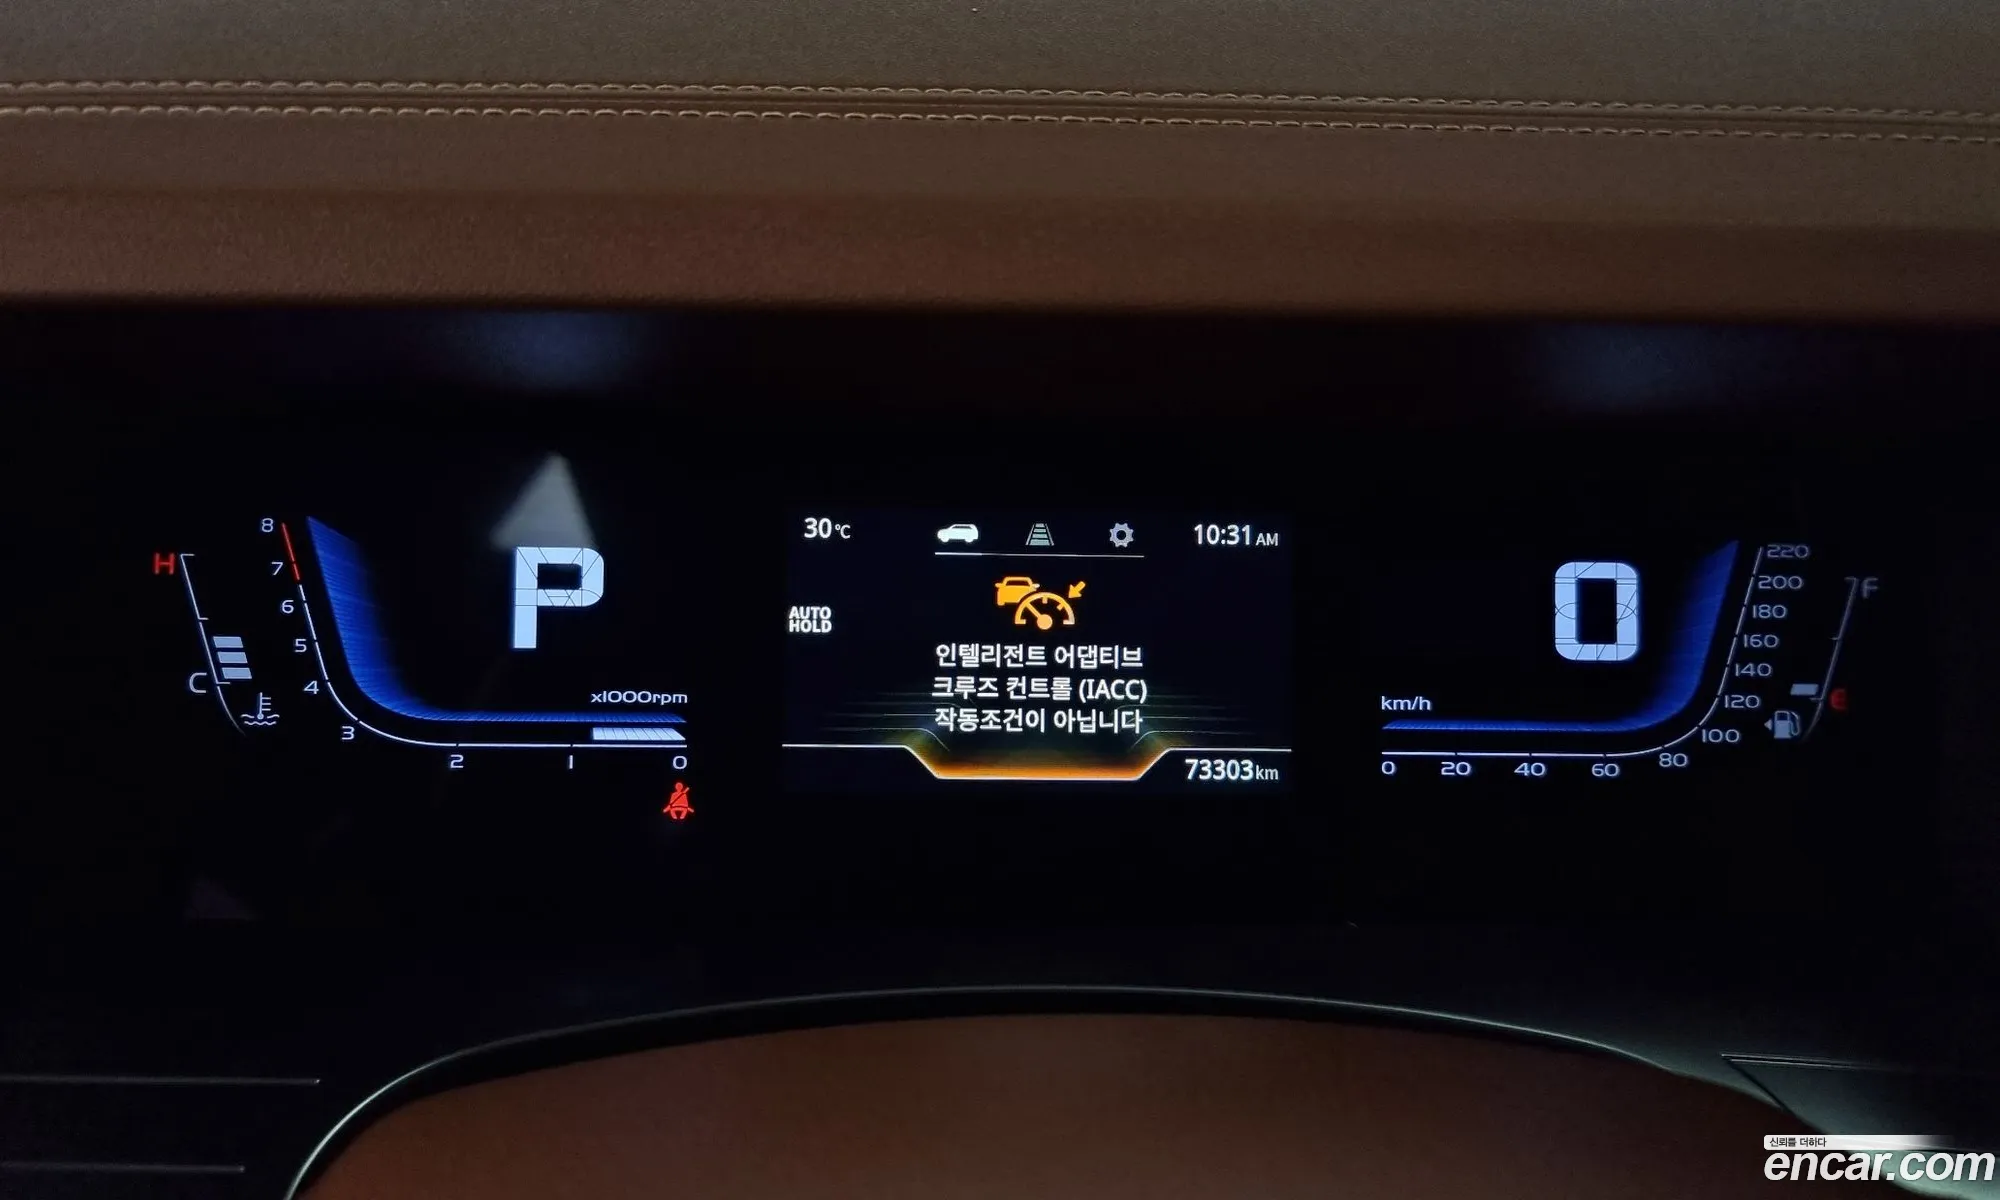 30°C
10:31 AM
AUTO
HOLD
인텔리전트 어댑티브
크루즈 컨트롤 (IACC)
작동조건이 아닙니다
73303 km
H
C
8
7
6
5
4
3
2
1
0
x1000rpm
P
0
km/h
0
20
40
60
80
100
120
140
160
180
200
220
F
E
신뢰를 더하다
encar.com